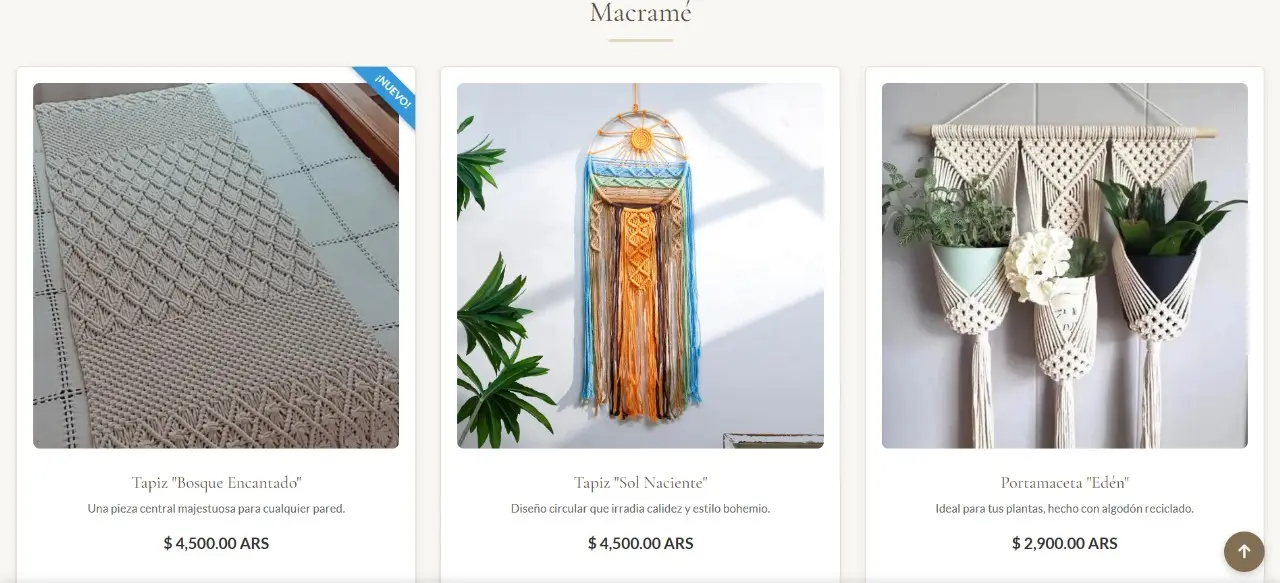 Macramé
¡NUEVO!
Tapiz "Bosque Encantado"
Una pieza central majestuosa para cualquier pared.
$ 4,500.00 ARS
Tapiz "Sol Naciente"
Diseño circular que irradia calidez y estilo bohemio.
$ 4,500.00 ARS
Portamaceta "Edén"
Ideal para tus plantas, hecho con algodón reciclado.
$ 2,900.00 ARS